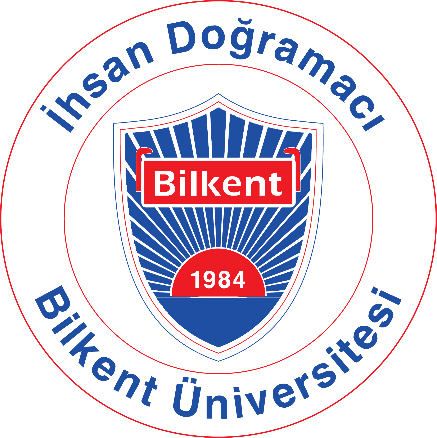 İhsan Doğramacı
Bilkent
1984
Bilkent Üniversitesi